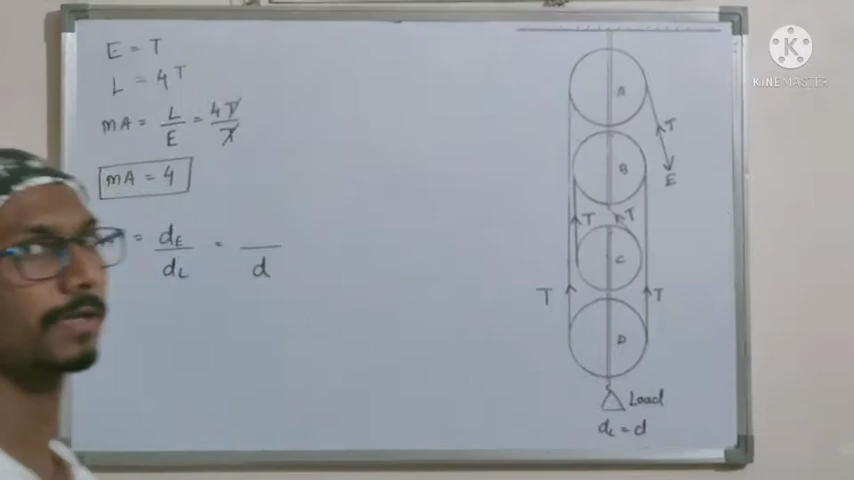 E = T
L = 4T
MA = L/E = 4T/T
MA = 4
= dE/dL = /d
A
T
E
B
T
T
C
T
T
D
Load
dL = d
K
KINEMASTER